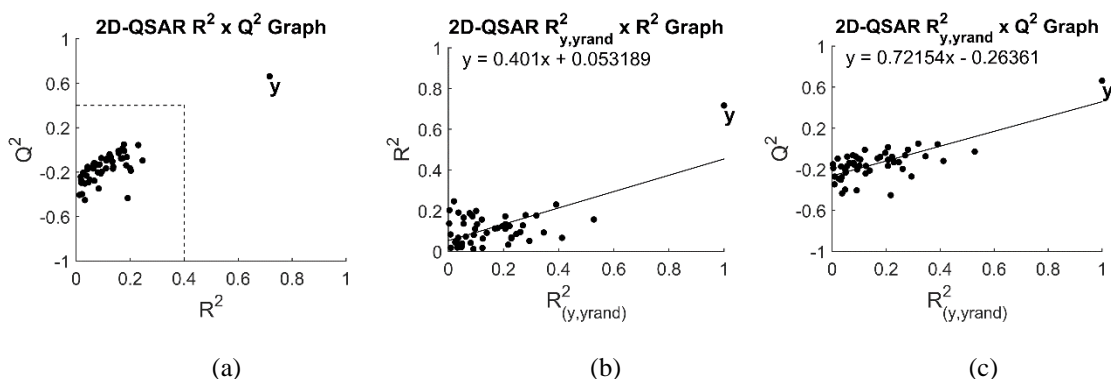 2D-QSAR R² x Q² Graph
1
0.6
0.2
-0.2
-0.6
-1
Q²
y
0
0.2
0.4
0.6
0.8
1
R²
(a)
2D-QSAR R²y,yrand x R² Graph
y = 0.401x + 0.053189
1
0.8
0.6
0.4
0.2
0
R²
y
0
0.2
0.4
0.6
0.8
1
R²(y,yrand)
(b)
2D-QSAR R²y,yrand x Q² Graph
y = 0.72154x - 0.26361
1
0.6
0.2
-0.2
-0.6
-1
Q²
y
0
0.2
0.4
0.6
0.8
1
R²(y,yrand)
(c)